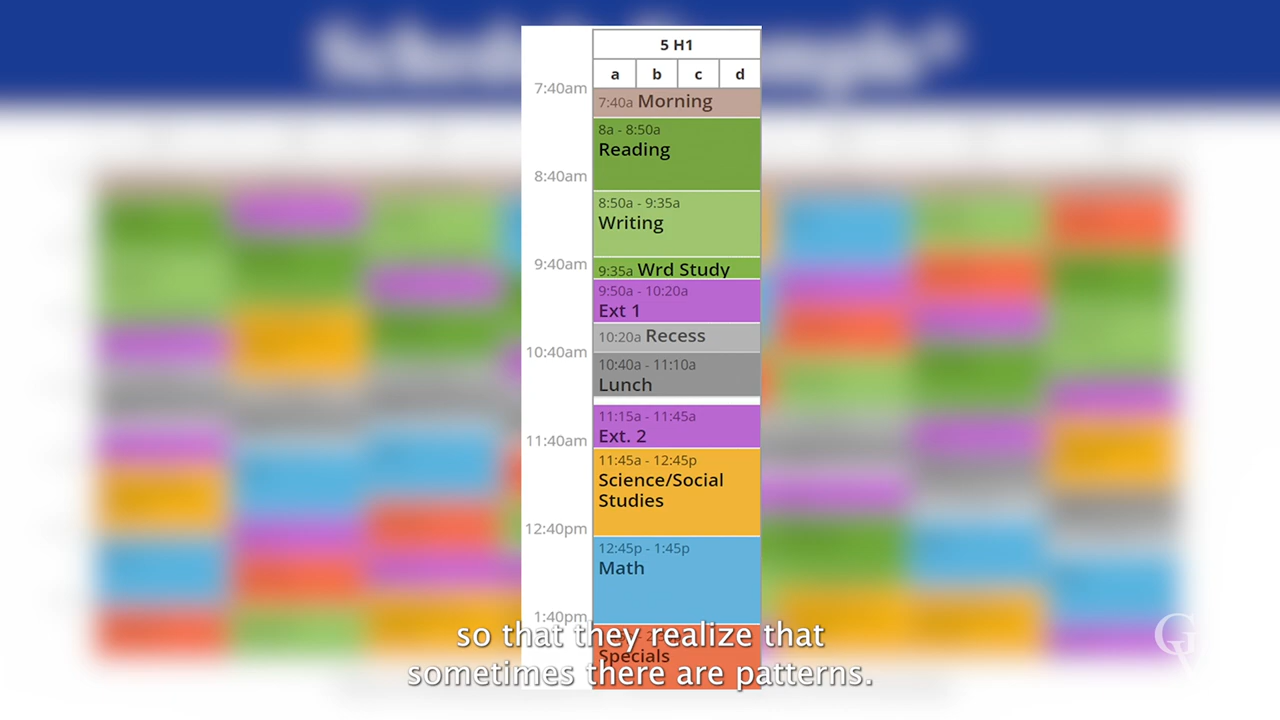 5 H1
a b c d
7:40am
7:40a Morning
8a - 8:50a
Reading
8:40am
8:50a - 9:35a
Writing
9:40am
9:35a Wrd Study
9:50a - 10:20a
Ext 1
10:20a Recess
10:40am
10:40a - 11:10a
Lunch
11:15a - 11:45a
Ext. 2
11:40am
11:45a - 12:45p
Science/Social
Studies
12:40pm
12:45p - 1:45p
Math
1:40pm
Specials
so that they realize that
sometimes there are patterns.